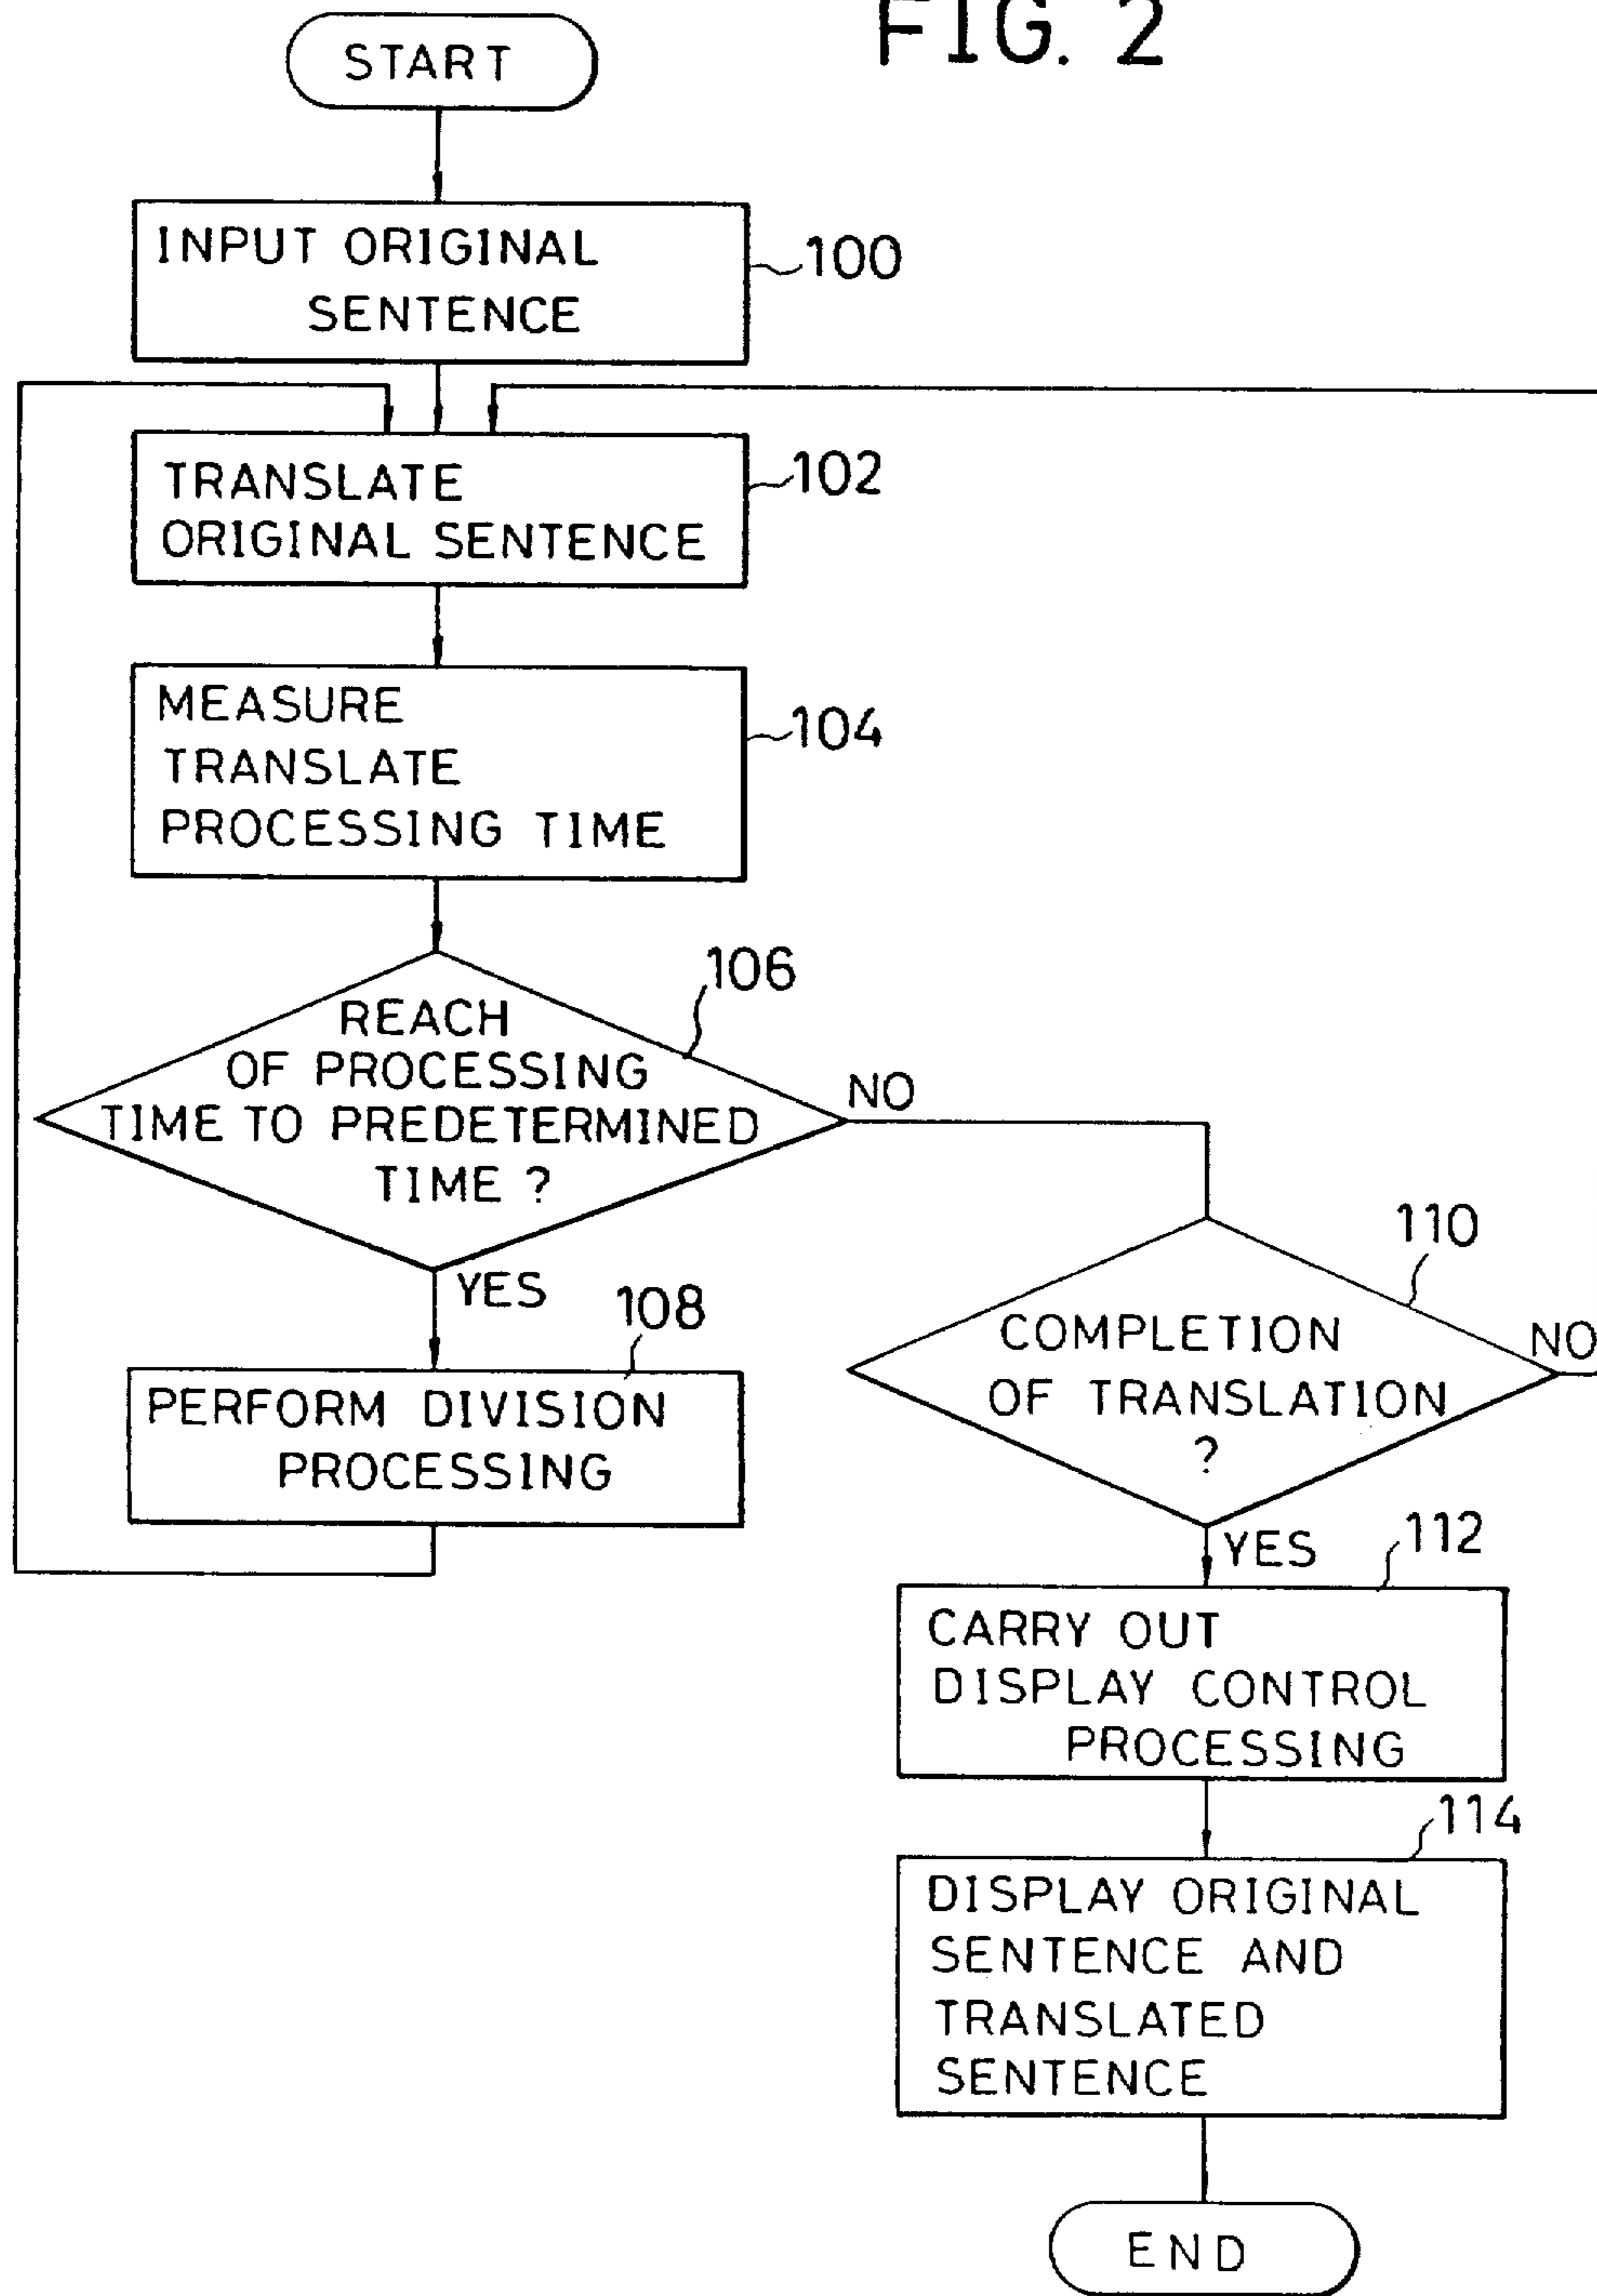 FIG. 2
START
INPUT ORIGINAL
SENTENCE
100
TRANSLATE
ORIGINAL SENTENCE
102
MEASURE
TRANSLATE
PROCESSING TIME
104
REACH
OF PROCESSING
TIME TO PREDETERMINED
TIME ?
106
NO
YES
108
PERFORM DIVISION
PROCESSING
110
COMPLETION
OF TRANSLATION
?
NO
YES
112
CARRY OUT
DISPLAY CONTROL
PROCESSING
114
DISPLAY ORIGINAL
SENTENCE AND
TRANSLATED
SENTENCE
END